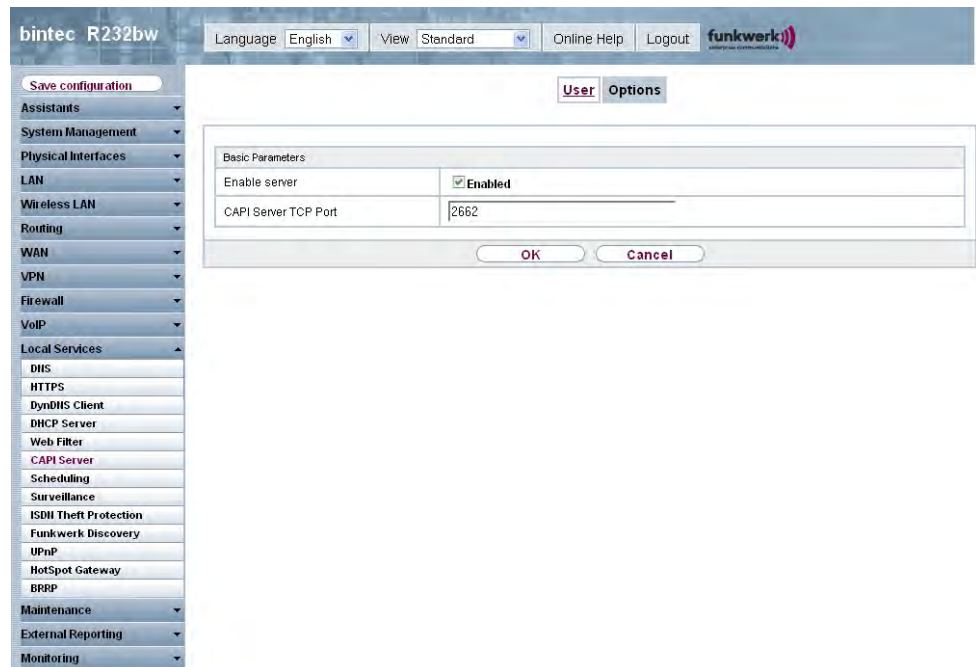 bintec R232bw
Language English View Standard Online Help Logout funkwerk
Save configuration
User Options
Assistants
System Management
Physical Interfaces
LAN
Wireless LAN
Routing
WAN
VPN
Firewall
VoIP
Local Services
DNS
HTTPS
DynDNS Client
DHCP Server
Web Filter
CAPI Server
Scheduling
Surveillance
ISDN Theft Protection
Funkwerk Discovery
UPnP
HotSpot Gateway
BRRP
Maintenance
External Reporting
Monitoring
Basic Parameters
Enable server Enabled
CAPI Server TCP Port 2662
OK Cancel